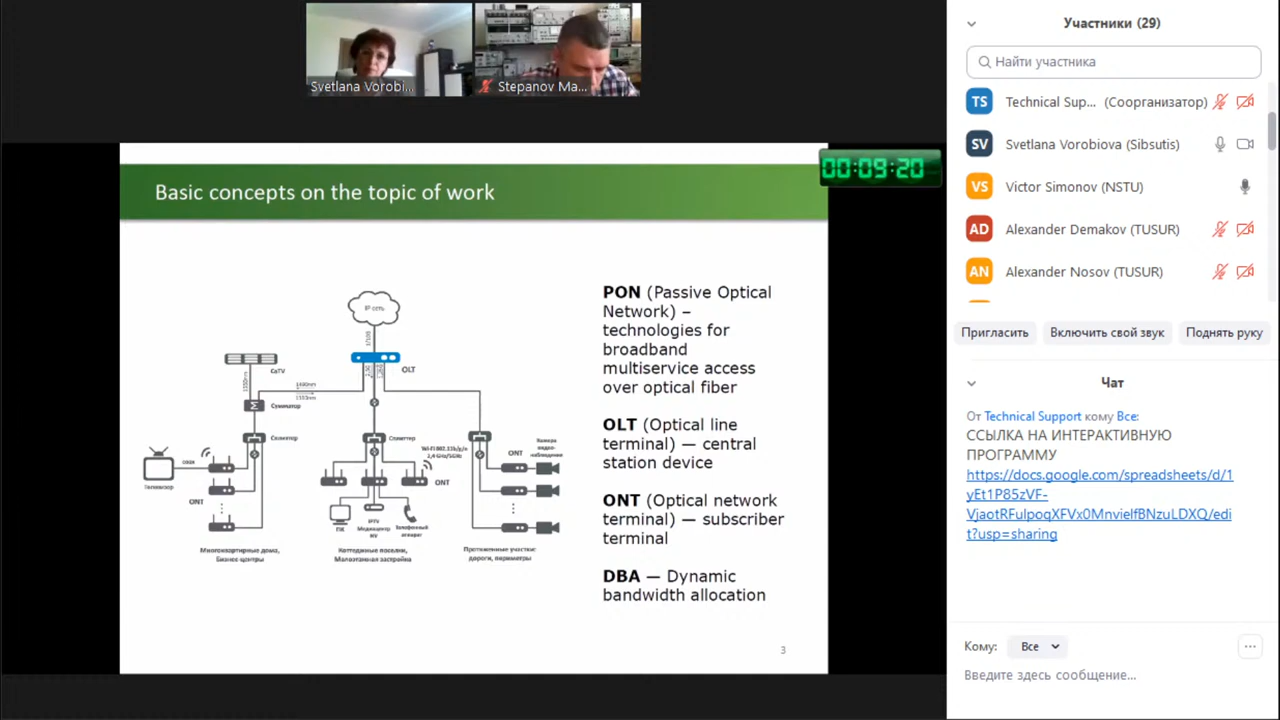 Svetlana Vorobi...
Stepanov Ma...
00:09:20
Basic concepts on the topic of work
IP сеть
CaTV
OLT
1490nm
Сумматор
Сплиттер
Сплиттер
Wi-Fi 802.11b/g/n
2,4 GHz/5GHz
ONT
Камера
видео-
наблюдения
Телевизор
ONT
ONT
ПК
IPTV
Медиацентр
Телефонный
аппарат
Многоквартирные дома,
Бизнес центры
Коттеджные поселки,
Малоэтажная застройка
Протяженные участки
дороги, периметры
PON (Passive Optical
Network) –
technologies for
broadband
multiservice access
over optical fiber
OLT (Optical line
terminal) — central
station device
ONT (Optical network
terminal) — subscriber
terminal
DBA — Dynamic
bandwidth allocation
3
Участники (29)
Найти участника
TS Technical Sup... (Соорганизатор)
SV Svetlana Vorobiova (Sibsutis)
VS Victor Simonov (NSTU)
AD Alexander Demakov (TUSUR)
AN Alexander Nosov (TUSUR)
Пригласить Включить свой звук Поднять руку
Чат
От Technical Support кому Все:
ССЫЛКА НА ИНТЕРАКТИВНУЮ
ПРОГРАММУ
https://docs.google.com/spreadsheets/d/1
yEt1P85zVF-
VjaotRFulpoqXFVx0MnvielfBNzuLDXQ/edi
t?usp=sharing
Кому: Все
Введите здесь сообщение...